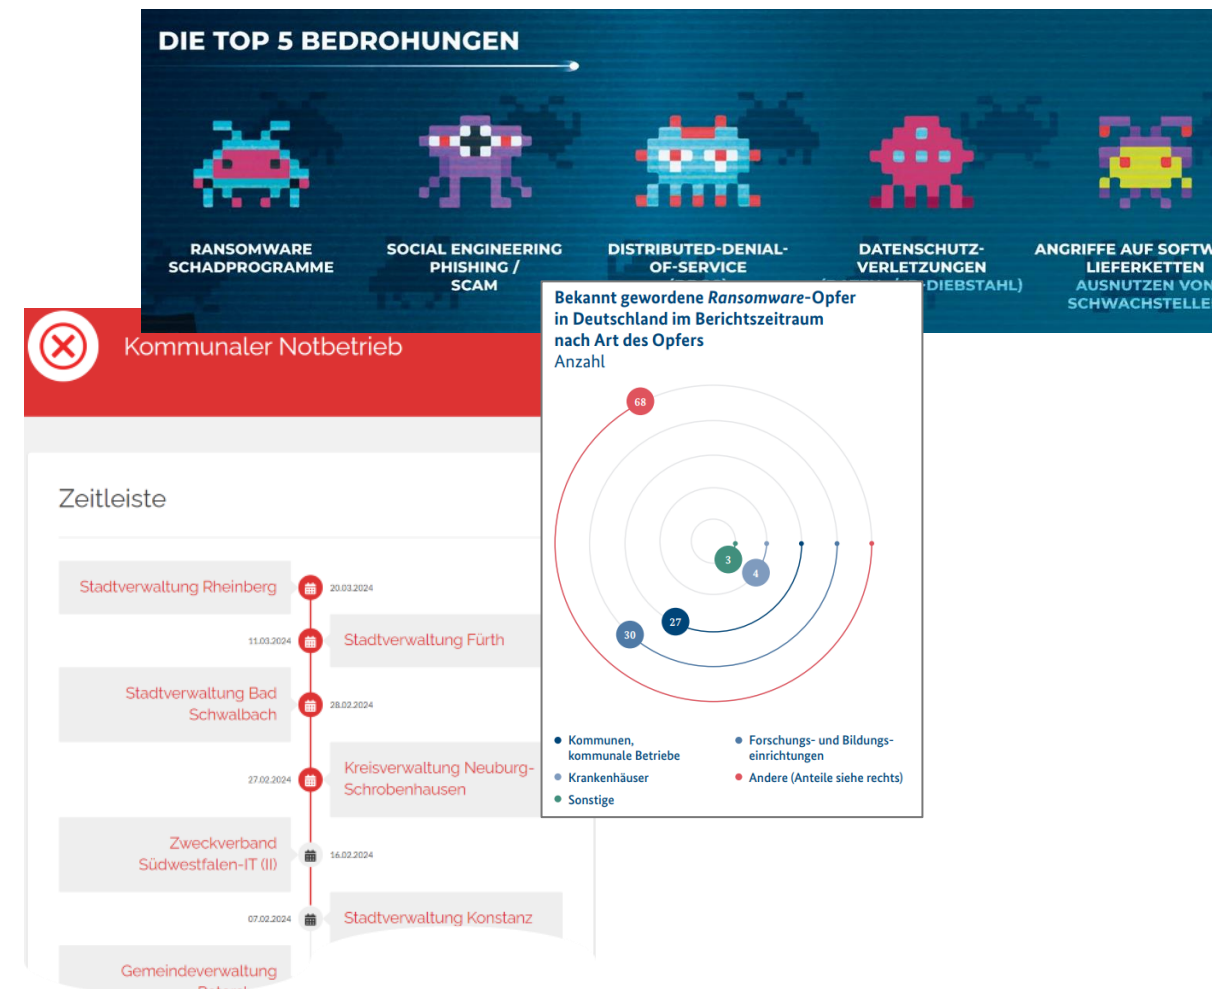 DIE TOP 5 BEDROHUNGEN
RANSOMWARE
SCHADPROGRAMME
SOCIAL ENGINEERING
PHISHING /
SCAM
DISTRIBUTED-DENIAL-
OF-SERVICE
DATENSCHUTZ-
VERLETZUNGEN
-DIEBSTAHL)
ANGRIFFE AUF SOFTW
LIEFERKETTEN
AUSNUTZEN VON
SCHWACHSTELLE
Kommunaler Notbetrieb
Zeitleiste
Stadtverwaltung Rheinberg
20.03.2024
11.03.2024
Stadtverwaltung Fürth
Stadtverwaltung Bad
Schwalbach
28.02.2024
27.02.2024
Kreisverwaltung Neuburg-
Schrobenhausen
Zweckverband
Südwestfalen-IT (II)
16.02.2024
07.02.2024
Stadtverwaltung Konstanz
Gemeindeverwaltung
Bekannt gewordene Ransomware-Opfer
in Deutschland im Berichtszeitraum
nach Art des Opfers
Anzahl
68
3
4
27
30
Kommunen,
kommunale Betriebe
Krankenhäuser
Sonstige
Forschungs- und Bildungs-
einrichtungen
Andere (Anteile siehe rechts)